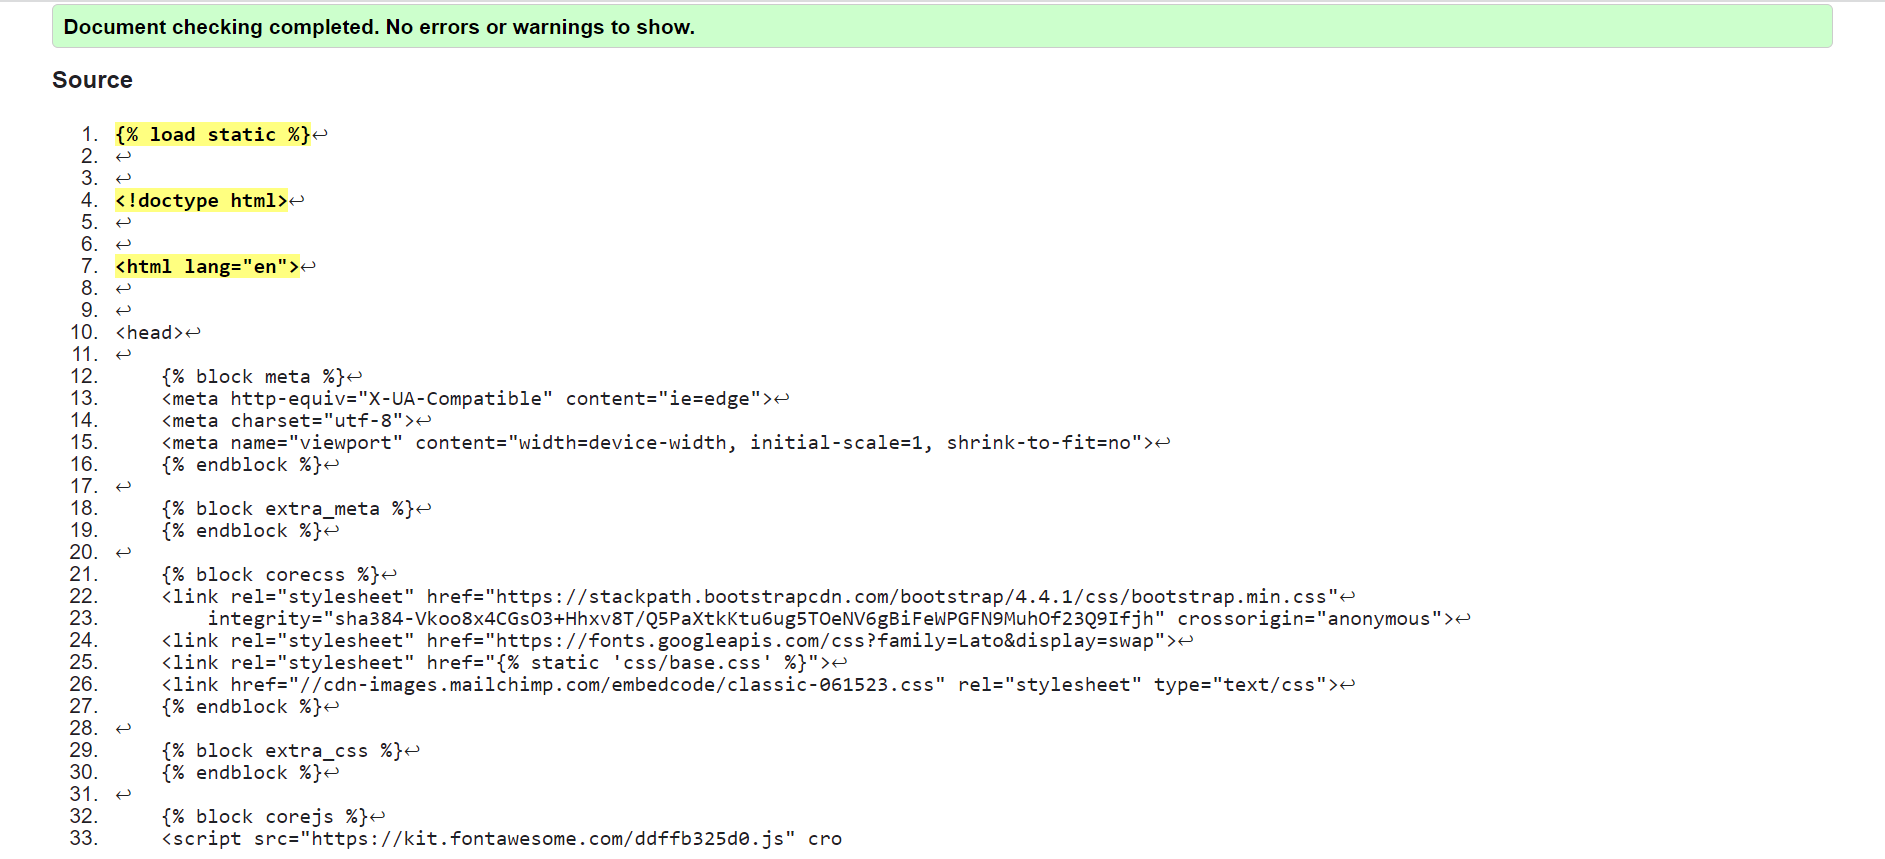 Document checking completed. No errors or warnings to show.
Source
1. {% load static %}↩
2. ↩
3. ↩
4. <!doctype html>↩
5. ↩
6. ↩
7. <html lang="en">↩
8. ↩
9. ↩
10. <head>↩
11. ↩
12. {% block meta %}↩
13. <meta http-equiv="X-UA-Compatible" content="ie=edge">↩
14. <meta charset="utf-8">↩
15. <meta name="viewport" content="width=device-width, initial-scale=1, shrink-to-fit=no">↩
16. {% endblock %}↩
17. ↩
18. {% block extra_meta %}↩
19. {% endblock %}↩
20. ↩
21. {% block corecss %}↩
22. <link rel="stylesheet" href="https://stackpath.bootstrapcdn.com/bootstrap/4.4.1/css/bootstrap.min.css"↩
23. integrity="sha384-Vkoo8x4CGsO3+Hhxv8T/Q5PaXtkKtu6ug5TOeNV6gBiFeWPGFN9MuhOf23Q9Ifjh" crossorigin="anonymous">↩
24. <link rel="stylesheet" href="https://fonts.googleapis.com/css?family=Lato&display=swap">↩
25. <link rel="stylesheet" href="{% static 'css/base.css' %}">↩
26. <link href="//cdn-images.mailchimp.com/embedcode/classic-061523.css" rel="stylesheet" type="text/css">↩
27. {% endblock %}↩
28. ↩
29. {% block extra_css %}↩
30. {% endblock %}↩
31. ↩
32. {% block corejs %}↩
33. <script src="https://kit.fontawesome.com/ddffb325d0.js" cro